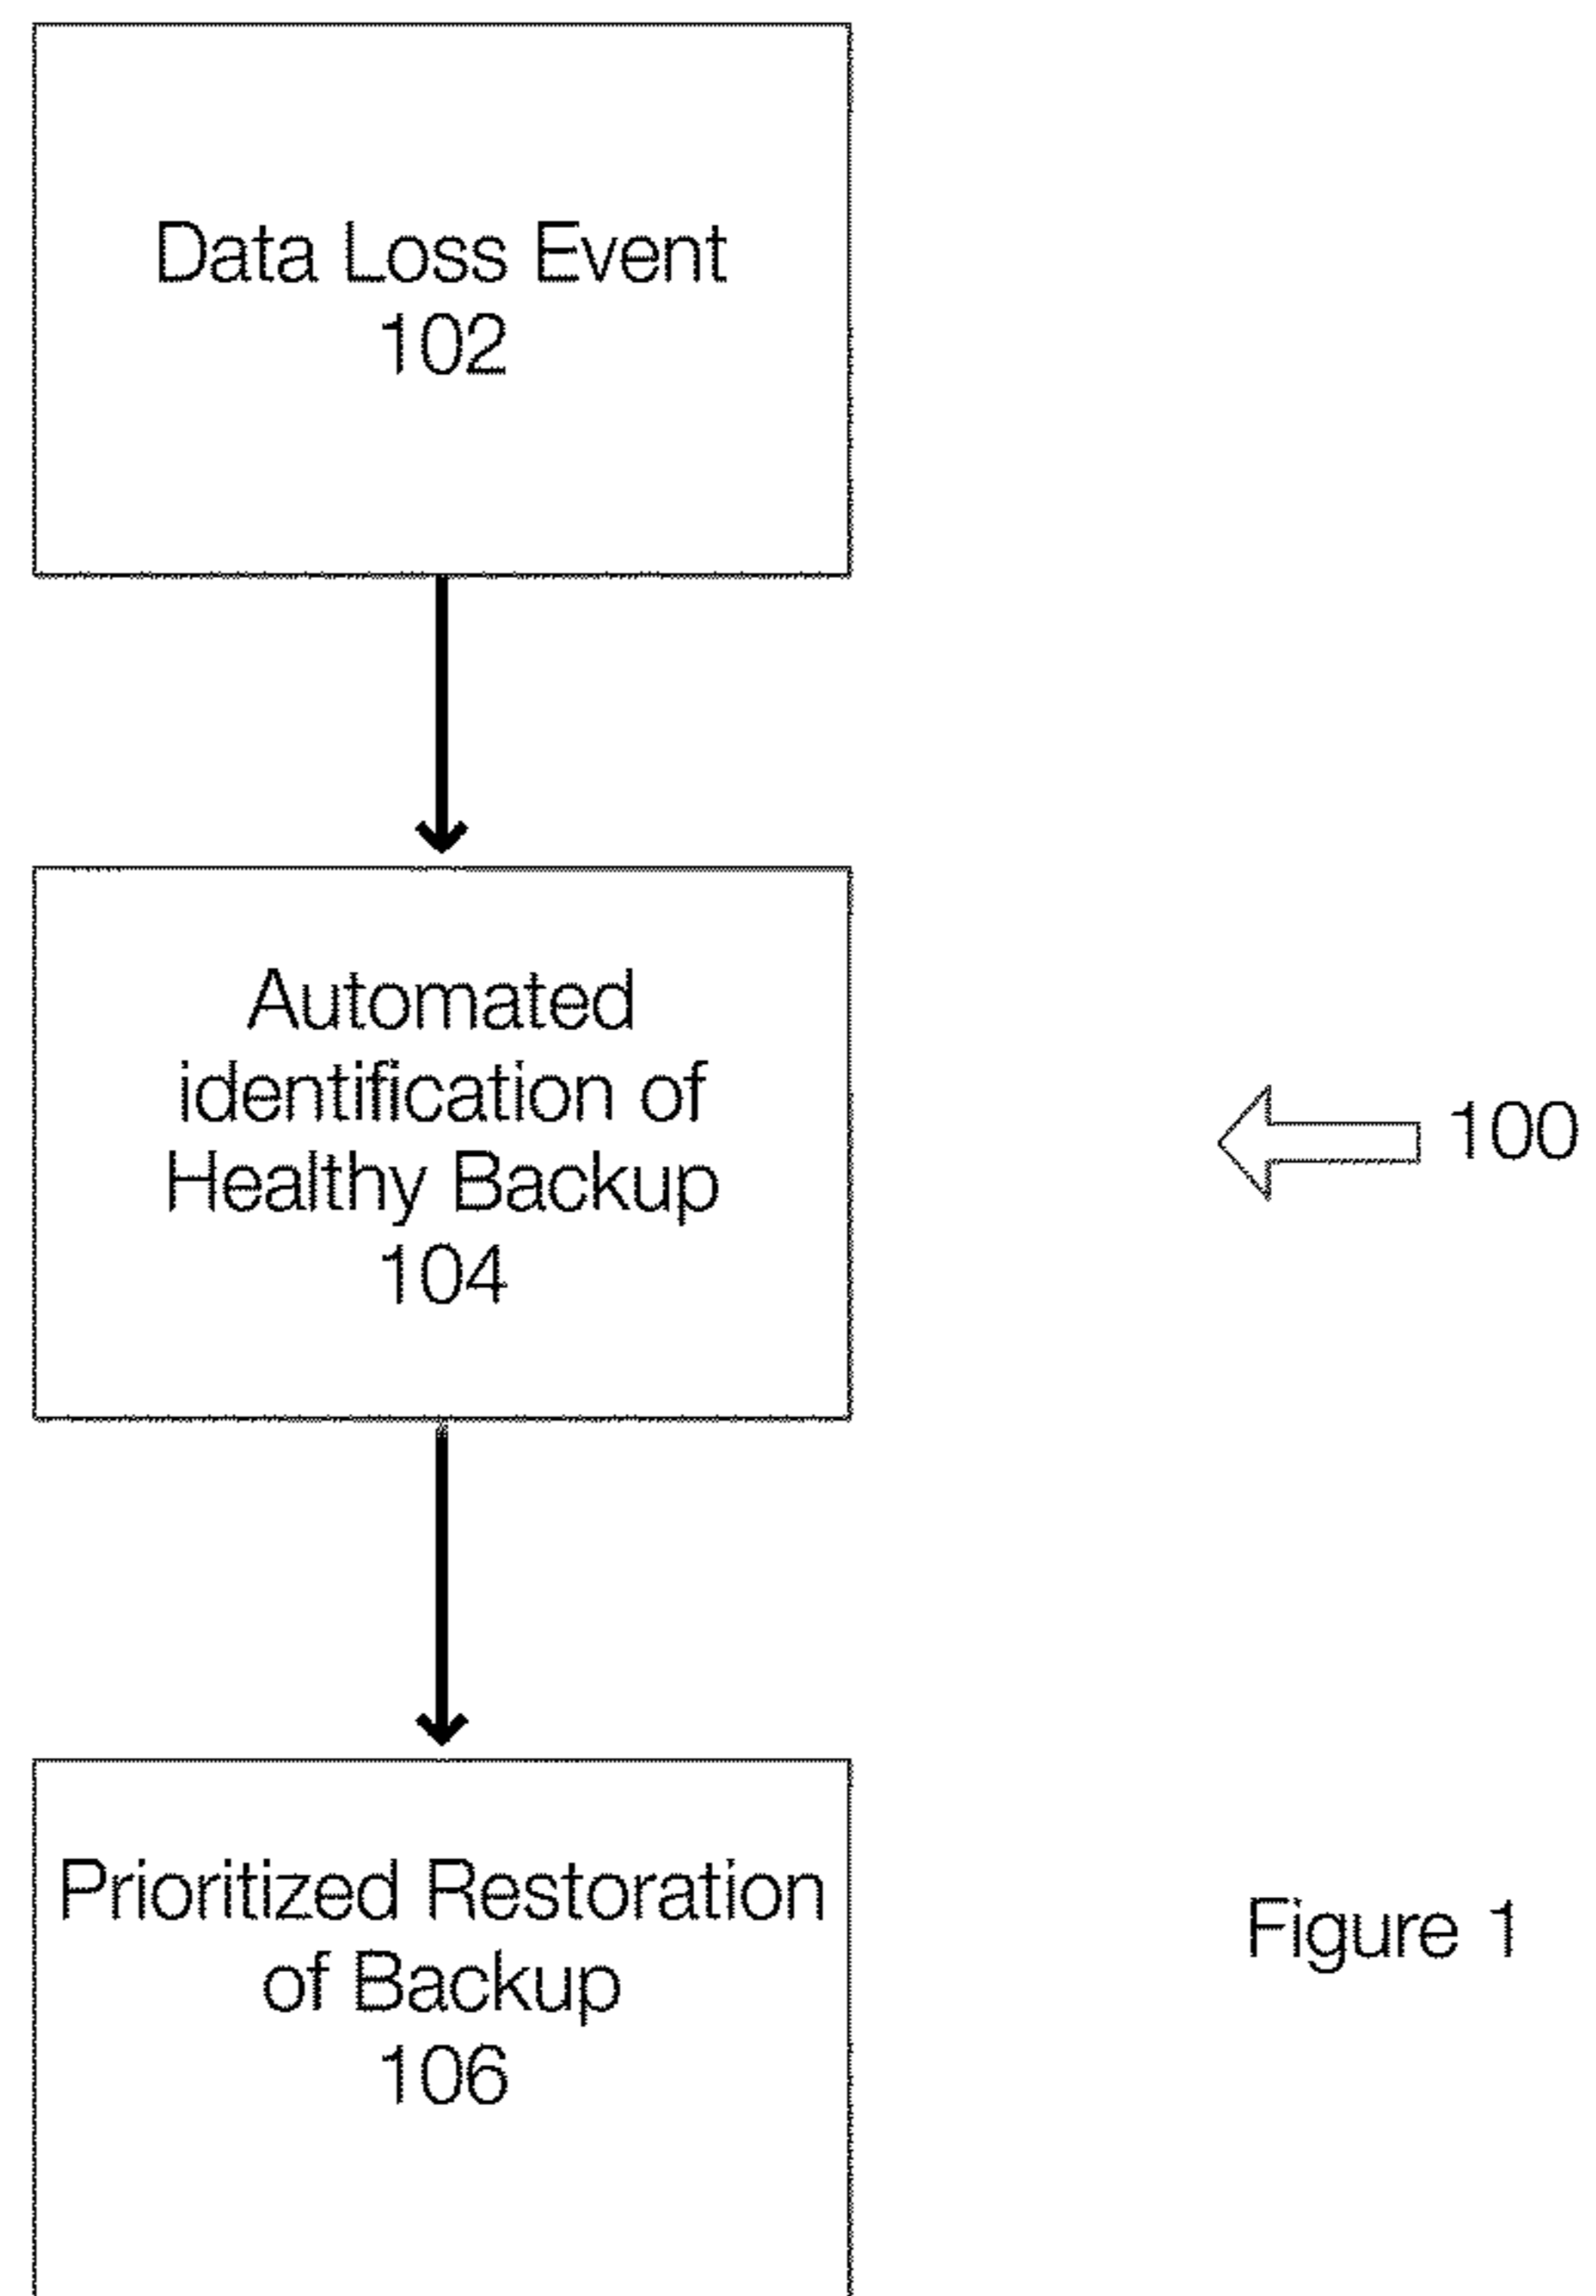 Data Loss Event
102
Automated
identification of
Healthy Backup
104
100
Prioritized Restoration
of Backup
106
Figure 1